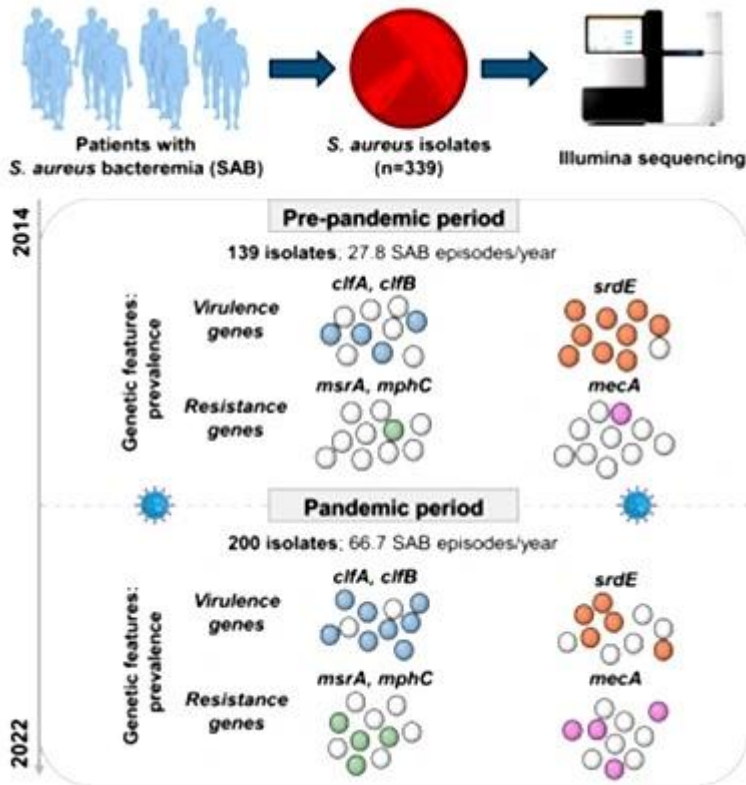 Patients with
S. aureus bacteremia (SAB)
S. aureus isolates
(n=339)
Illumina sequencing
2014
Pre-pandemic period
139 isolates; 27.8 SAB episodes/year
Genetic features:
prevalence
Virulence
genes
clfA, clfB
srdE
Resistance
genes
msrA, mphC
mecA
Pandemic period
200 isolates; 66.7 SAB episodes/year
Genetic features:
prevalence
Virulence
genes
clfA, clfB
srdE
Resistance
genes
msrA, mphC
mecA
2022